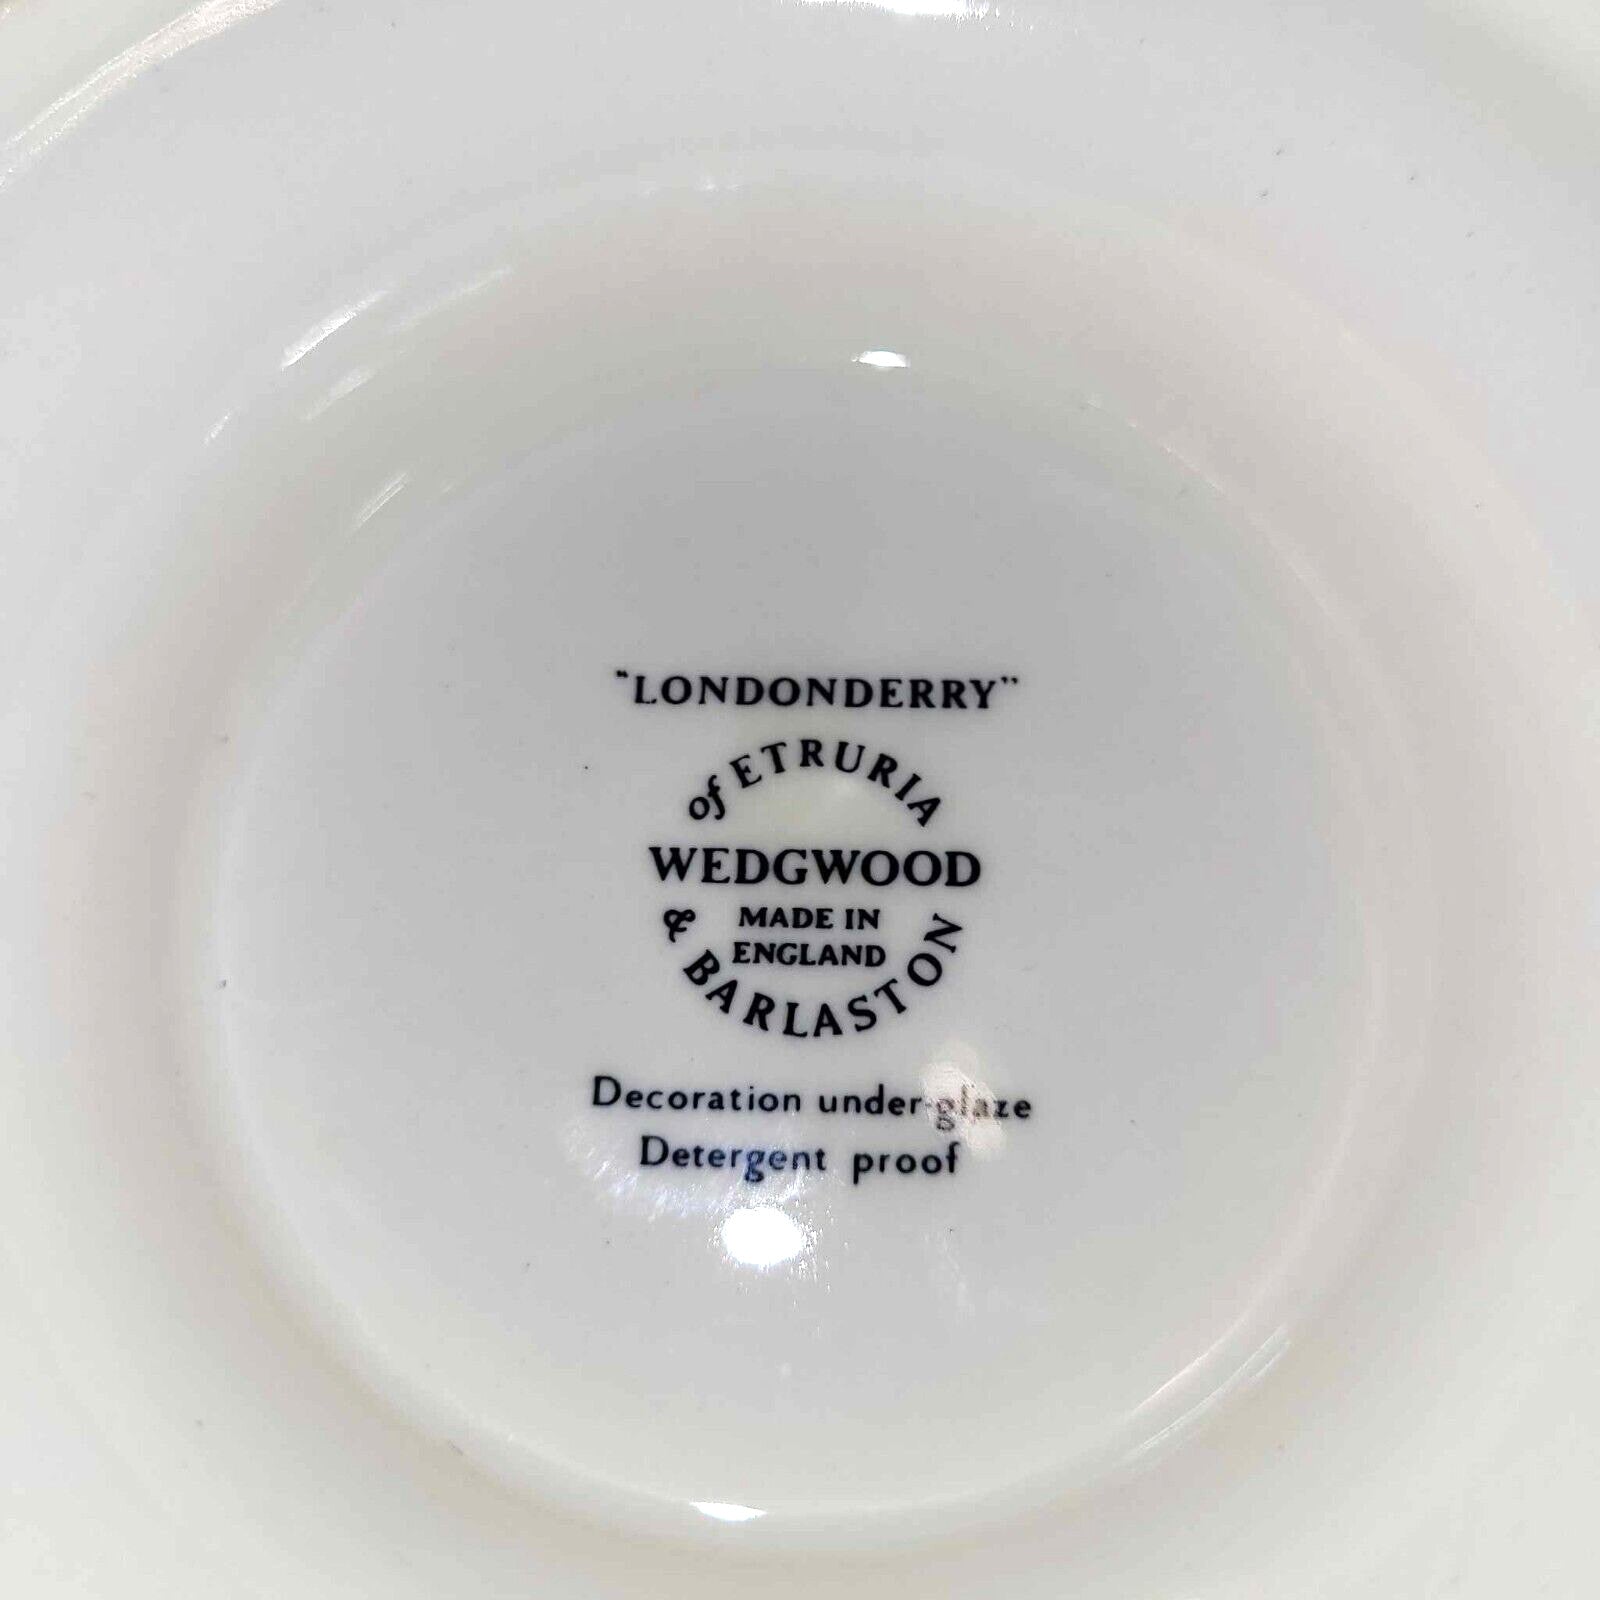 "LONDONDERRY"
of ETRURIA
WEDGWOOD
MADE IN
ENGLAND
& BARLASTON
Decoration under-glaze
Detergent proof